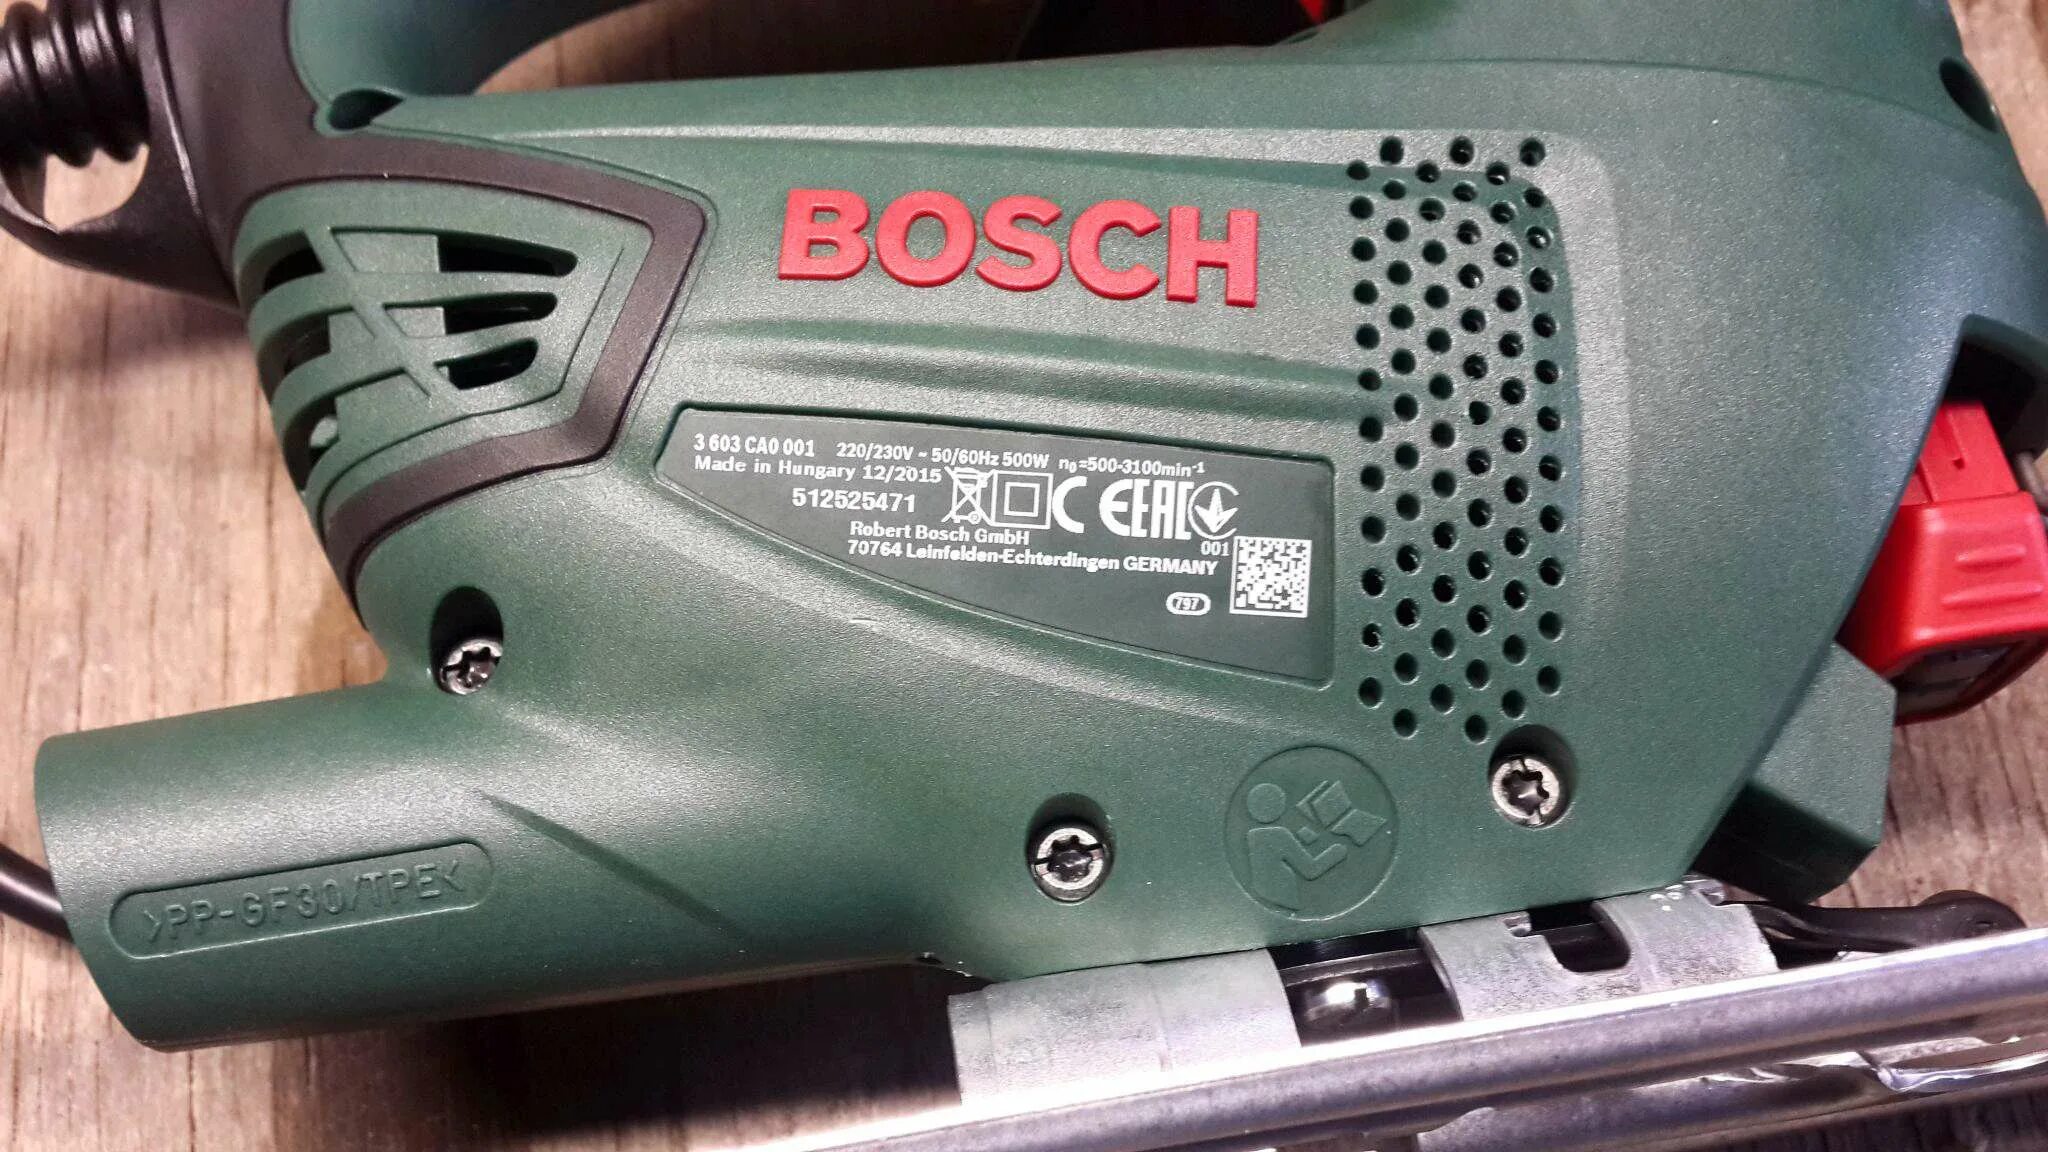 BOSCH
3 603 CA0 001 220/230V ~ 50/60Hz 500W n₀=500-3100min⁻¹
Made in Hungary 12/2015
512525471
CE EAC
Robert Bosch GmbH
001
70764 Leinfelden-Echterdingen GERMANY
797
>PP-GF30/TPE<